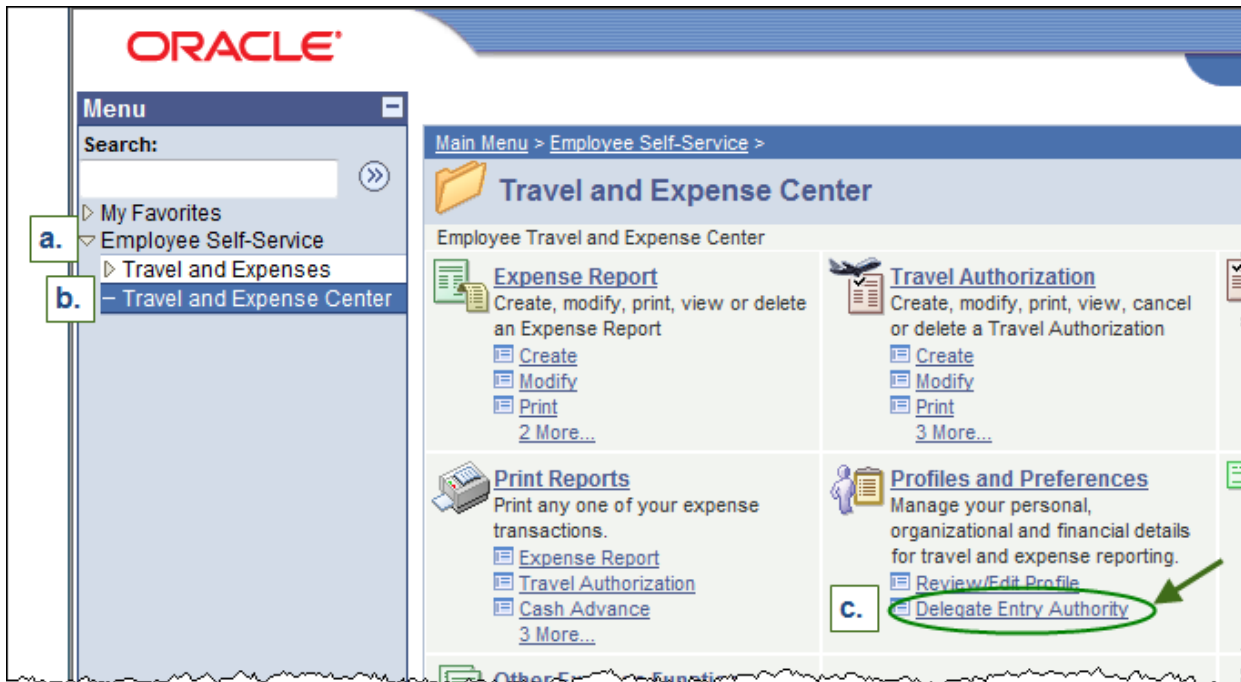 ORACLE
Menu
Search:
My Favorites
a.
Employee Self-Service
Travel and Expenses
b.
Travel and Expense Center
Main Menu > Employee Self-Service >
Travel and Expense Center
Employee Travel and Expense Center
Expense Report
Create, modify, print, view or delete
an Expense Report
Create
Modify
Print
2 More...
Travel Authorization
Create, modify, print, view, cancel
or delete a Travel Authorization
Create
Modify
Print
3 More...
Print Reports
Print any one of your expense
transactions.
Expense Report
Travel Authorization
Cash Advance
3 More...
Profiles and Preferences
Manage your personal,
organizational and financial details
for travel and expense reporting.
Review/Edit Profile
c.
Delegate Entry Authority
Other